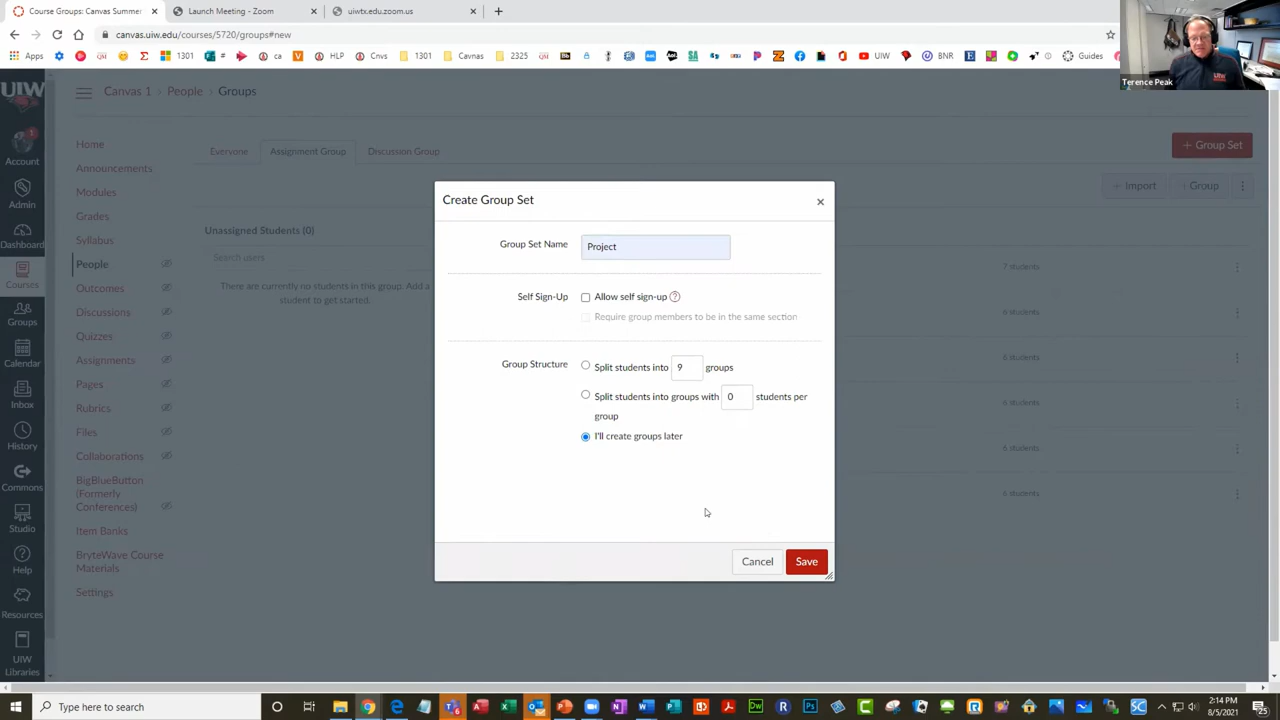 Course Groups: Canvas Summer
Launch Meeting - Zoom
uiwtx.edu.zoom.us
canvas.uiw.edu/courses/5720/groups#new
Apps
1401
HLP
Cnvs
1301
Cavnas
2325
UIW
BNR
Guides
Terence Peak
UIW
Canvas 1
People
Groups
1
Account
Admin
Dashboard
Courses
Groups
Calendar
Inbox
History
Commons
Studio
Help
Resources
UIW
Libraries
Home
Announcements
Modules
Grades
Syllabus
People
Outcomes
Discussions
Quizzes
Assignments
Pages
Rubrics
Files
Collaborations
BigBlueButton
(Formerly
Conferences)
Item Banks
BryteWave Course
Materials
Settings
Everyone
Assignment Group
Discussion Group
+ Group Set
+ Import
+ Group
Unassigned Students (0)
Search users
There are currently no students in this group. Add a
student to get started.
7 students
6 students
6 students
6 students
6 students
6 students
Create Group Set
Group Set Name
Project
Self Sign-Up
Allow self sign-up
Require group members to be in the same section
Group Structure
Split students into 9 groups
Split students into groups with 0 students per
group
I'll create groups later
Cancel
Save
Type here to search
2:14 PM
8/5/2021
25